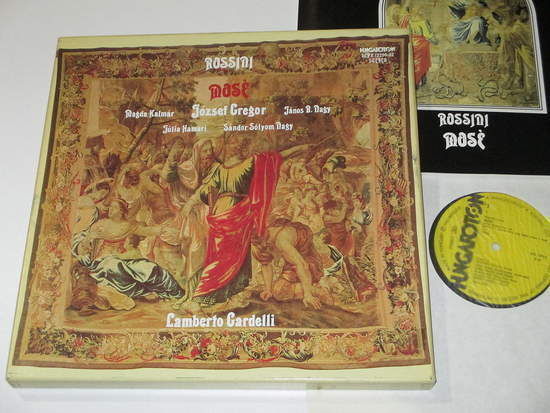 HUNGAROTON
STEREO
ROSSINI
MOSÈ
Magda Kalmár József Gregor János B. Nagy
Júlia Hamari Sándor Sólyom Nagy
Lamberto Gardelli
ROSSINI
MOSÈ
HUNGAROTON